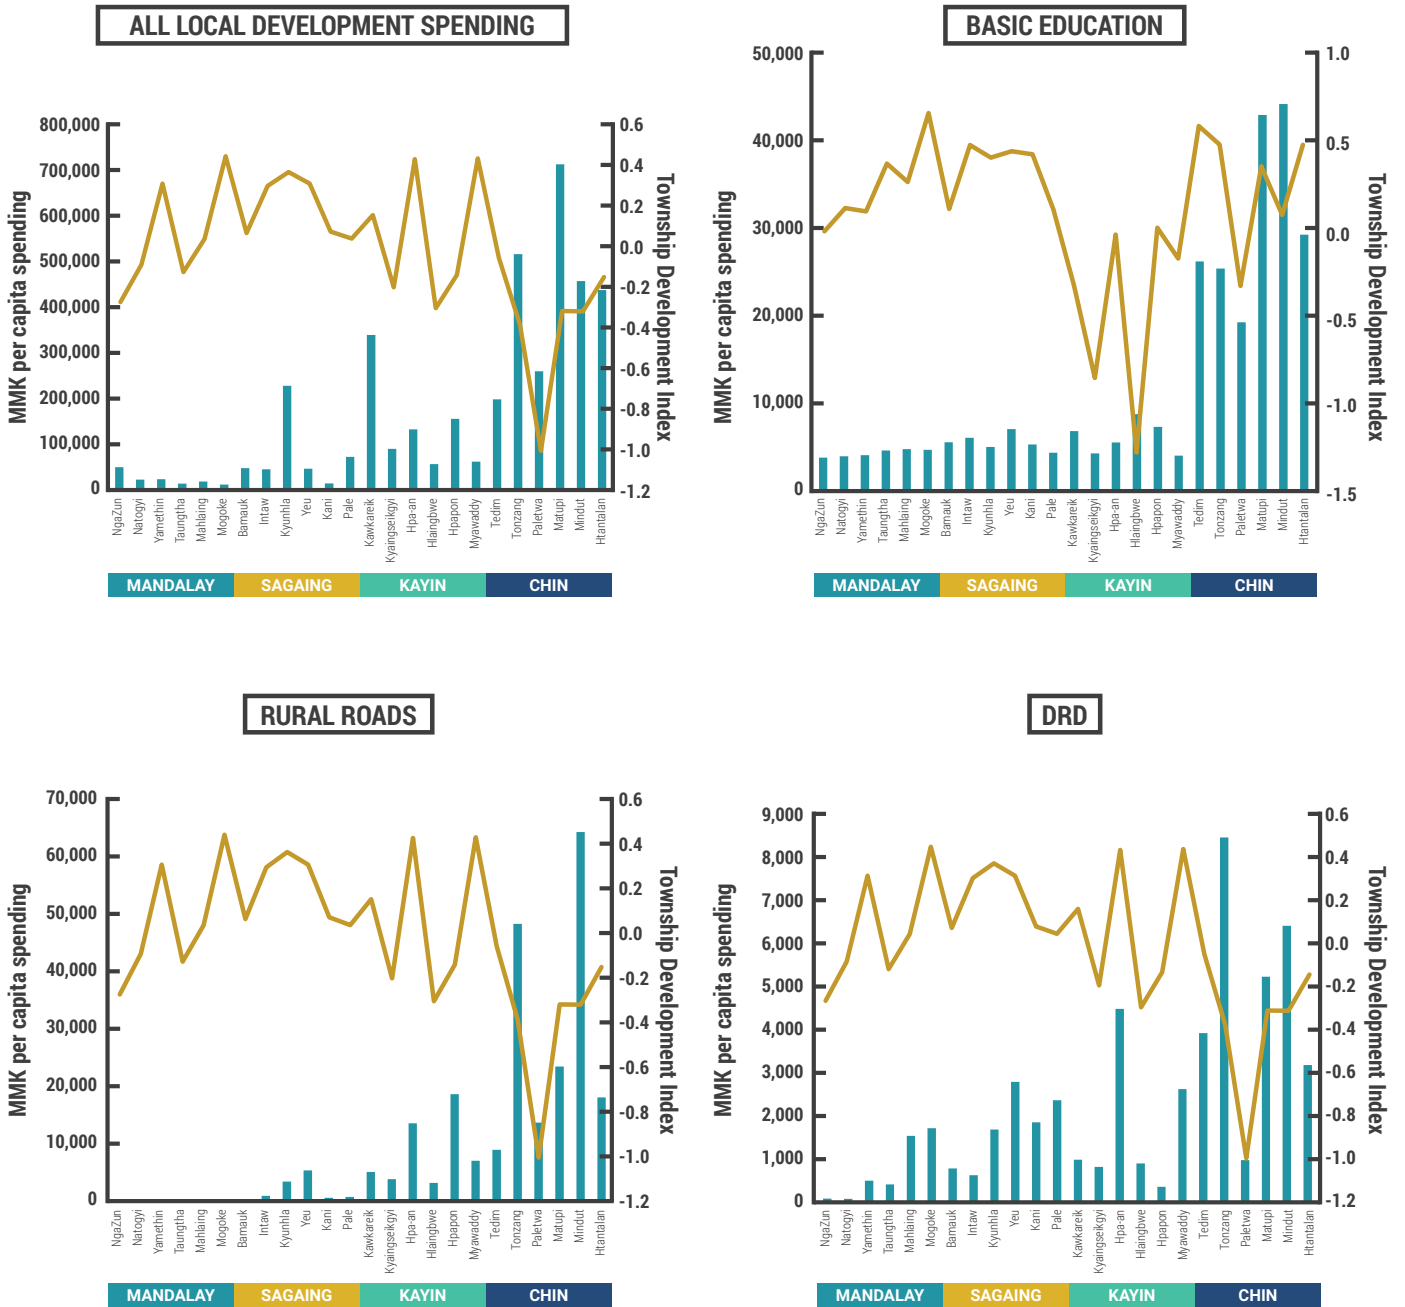 ALL LOCAL DEVELOPMENT SPENDING
MMK per capita spending
800,000
700,000
600,000
500,000
400,000
300,000
200,000
100,000
0
0.6
0.4
0.2
0.0
-0.2
-0.4
-0.6
-0.8
-1.0
-1.2
Township Development Index
NgaZun
Natogyi
Yamethin
Taungtha
Mahlaing
Mogoke
Bamauk
Intaw
Kyunhla
Yeu
Kani
Pale
Kawkareik
Kyaingseikgyi
Hpa-an
Hlaingbwe
Hpapon
Myawaddy
Tedim
Tonzang
Paletwa
Matupi
Mindut
Htantalan
MANDALAY SAGAING KAYIN CHIN
BASIC EDUCATION
MMK per capita spending
50,000
40,000
30,000
20,000
10,000
0
1.0
0.5
0.0
-0.5
-1.0
-1.5
Township Development Index
NgaZun
Natogyi
Yamethin
Taungtha
Mahlaing
Mogoke
Bamauk
Intaw
Kyunhla
Yeu
Kani
Pale
Kawkareik
Kyaingseikgyi
Hpa-an
Hlaingbwe
Hpapon
Myawaddy
Tedim
Tonzang
Paletwa
Matupi
Mindut
Htantalan
MANDALAY SAGAING KAYIN CHIN
RURAL ROADS
MMK per capita spending
70,000
60,000
50,000
40,000
30,000
20,000
10,000
0
0.6
0.4
0.2
0.0
-0.2
-0.4
-0.6
-0.8
-1.0
-1.2
Township Development Index
NgaZun
Natogyi
Yamethin
Taungtha
Mahlaing
Mogoke
Bamauk
Intaw
Kyunhla
Yeu
Kani
Pale
Kawkareik
Kyaingseikgyi
Hpa-an
Hlaingbwe
Hpapon
Myawaddy
Tedim
Tonzang
Paletwa
Matupi
Mindut
Htantalan
MANDALAY SAGAING KAYIN CHIN
DRD
MMK per capita spending
9,000
8,000
7,000
6,000
5,000
4,000
3,000
2,000
1,000
0
0.6
0.4
0.2
0.0
-0.2
-0.4
-0.6
-0.8
-1.0
-1.2
Township Development Index
NgaZun
Natogyi
Yamethin
Taungtha
Mahlaing
Mogoke
Bamauk
Intaw
Kyunhla
Yeu
Kani
Pale
Kawkareik
Kyaingseikgyi
Hpa-an
Hlaingbwe
Hpapon
Myawaddy
Tedim
Tonzang
Paletwa
Matupi
Mindut
Htantalan
MANDALAY SAGAING KAYIN CHIN